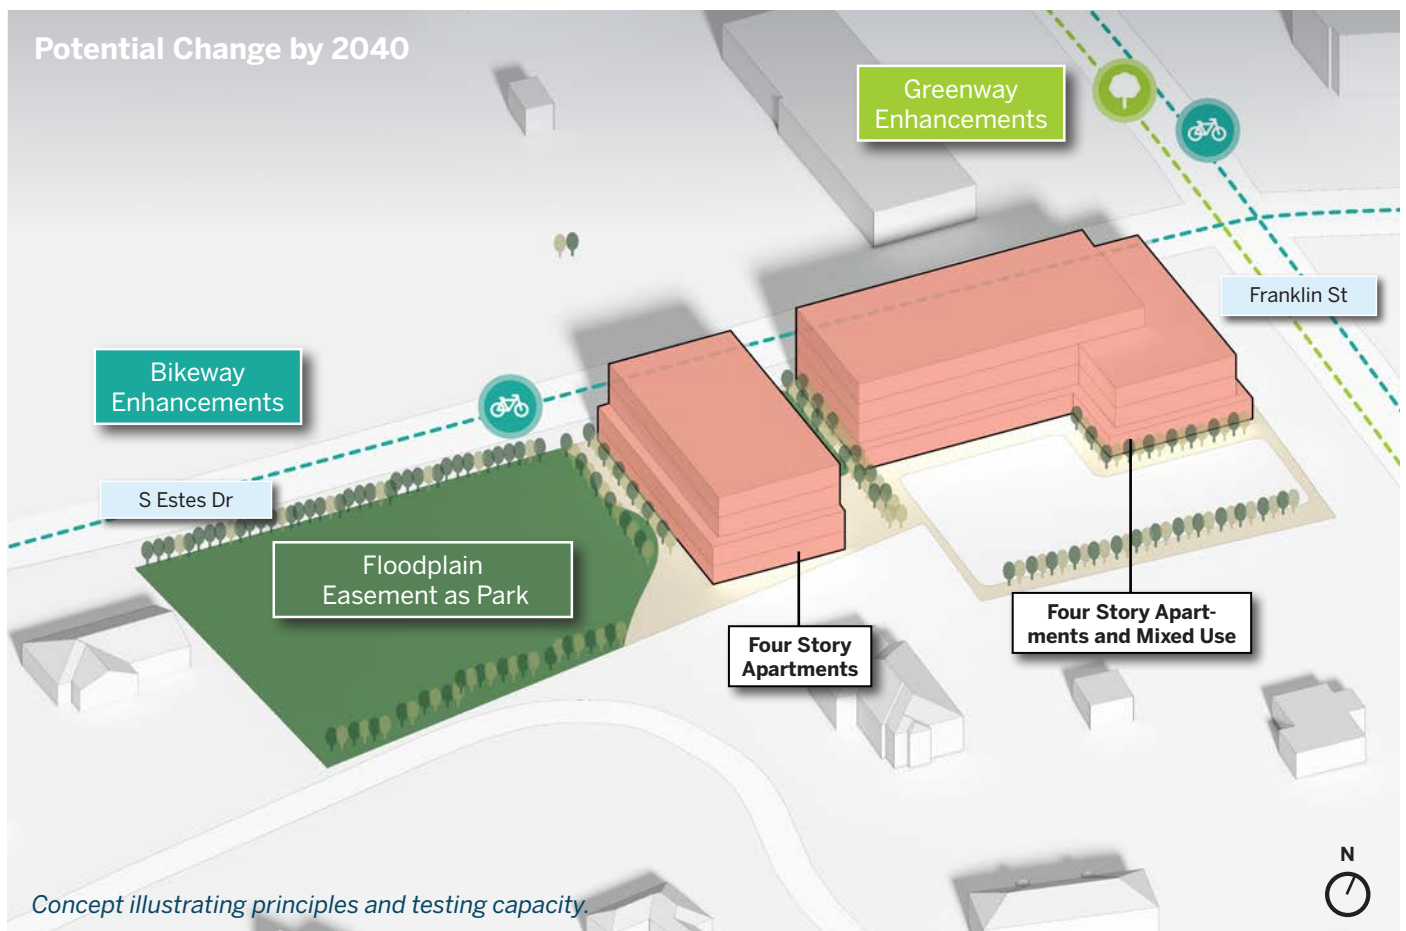 Potential Change by 2040
Greenway
Enhancements
Franklin St
Bikeway
Enhancements
S Estes Dr
Floodplain
Easement as Park
Four Story Apart-
ments and Mixed Use
Four Story
Apartments
N
Concept illustrating principles and testing capacity.